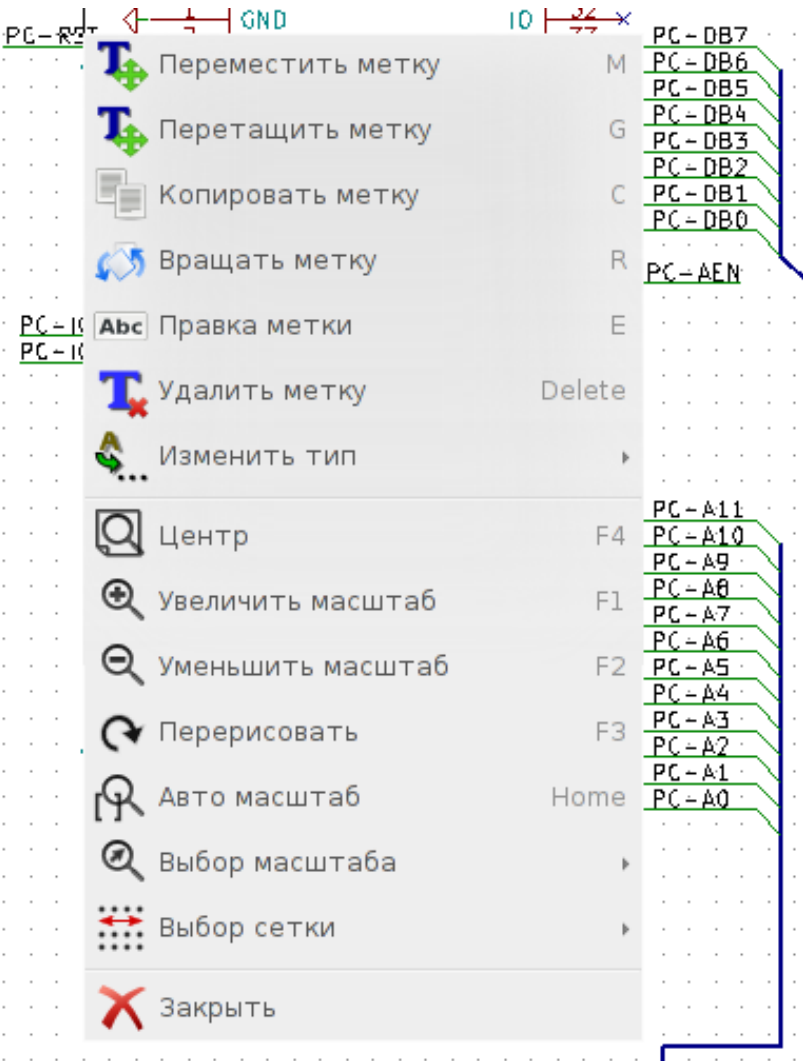 GND
IO
PC-RST
PC-DB7
PC-DB6
PC-DB5
PC-DB4
PC-DB3
PC-DB2
PC-DB1
PC-DB0
PC-AEN
Переместить метку M
Перетащить метку G
Копировать метку C
Вращать метку R
Abc Правка метки E
Удалить метку Delete
Изменить тип
Центр F4
Увеличить масштаб F1
Уменьшить масштаб F2
Перерисовать F3
Авто масштаб Home
Выбор масштаба
Выбор сетки
Закрыть
PC-A11
PC-A10
PC-A9
PC-A8
PC-A7
PC-A6
PC-A5
PC-A4
PC-A3
PC-A2
PC-A1
PC-A0